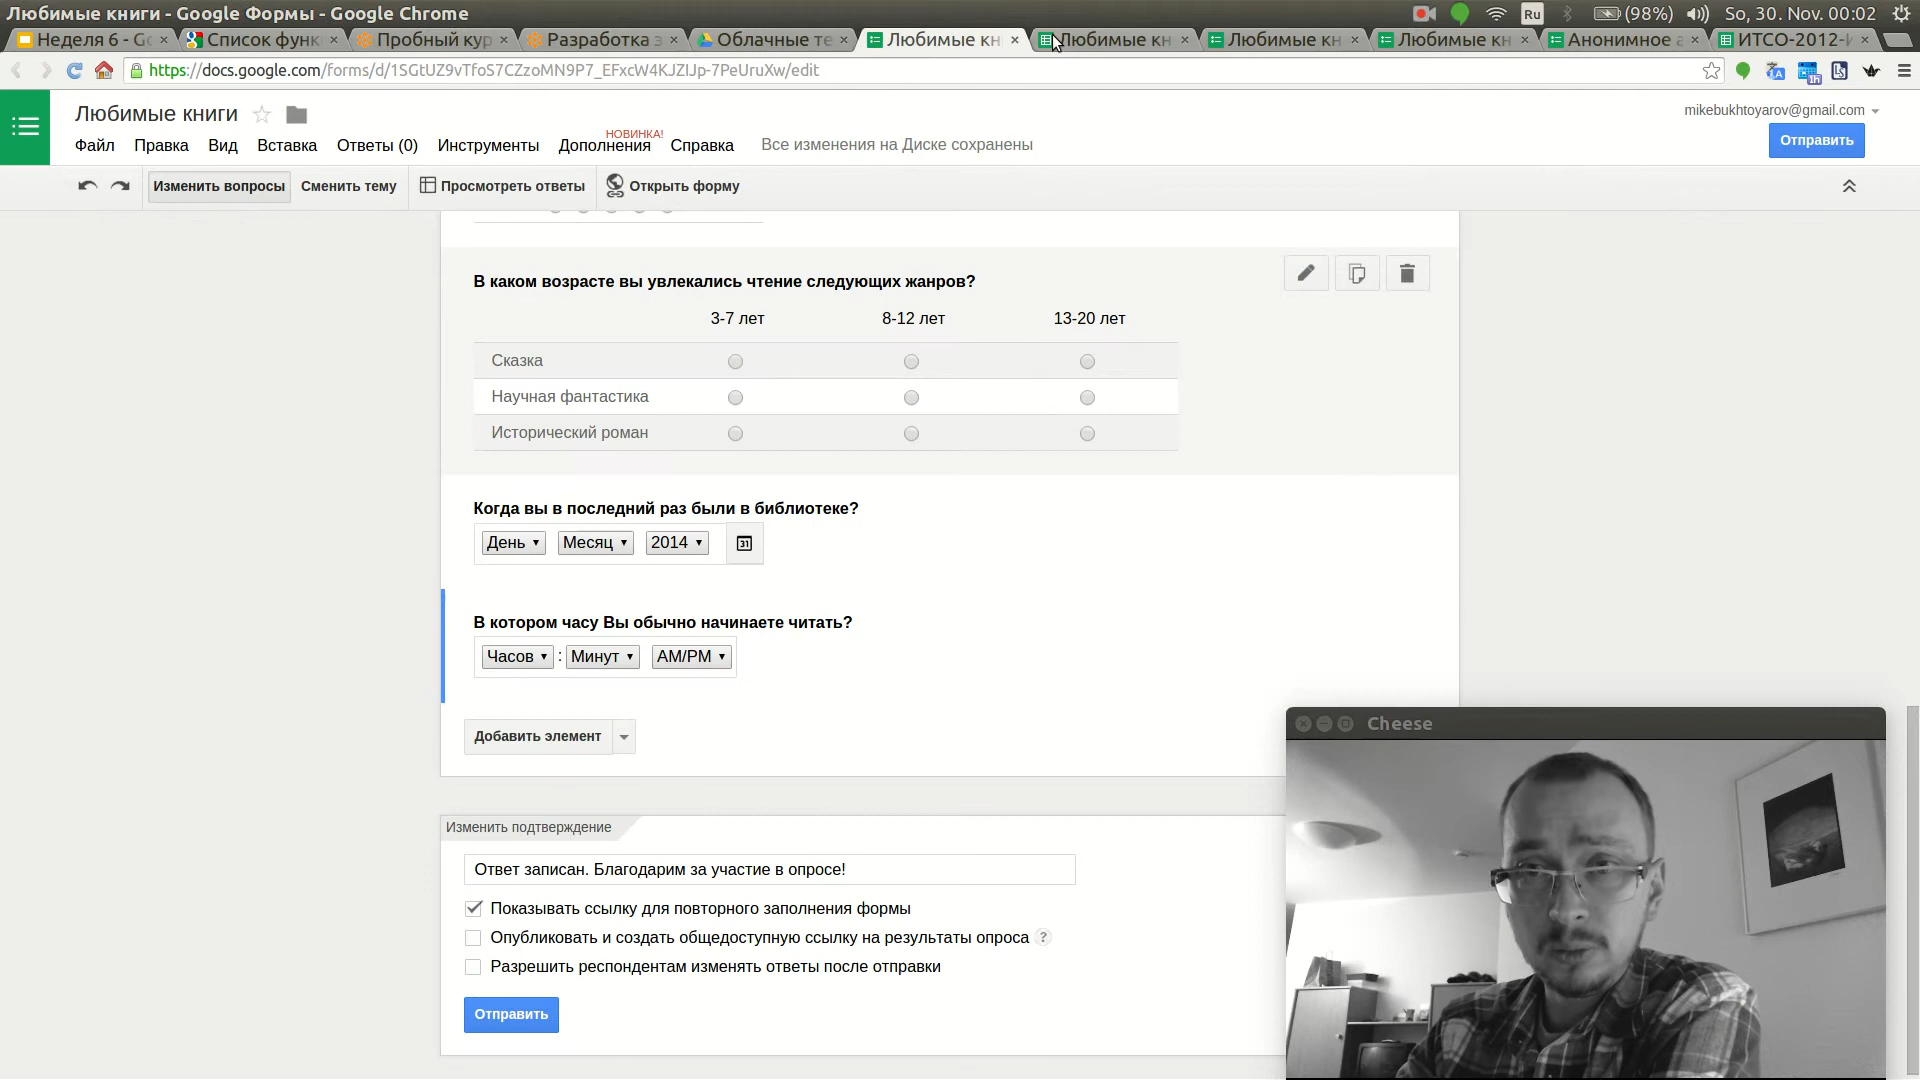 Любимые книги - Google Формы - Google Chrome
Ru (98%) So, 30. Nov. 00:02
Неделя 6 - Go Список функ Пробный кур Разработка э Облачные те Любимые кн Любимые кн Любимые кн Любимые кн Анонимное а ИТСО-2012-И
https://docs.google.com/forms/d/1SGtUZ9vTfoS7CZzoMN9P7_EFxcW4KJZIJp-7PeUruXw/edit
Любимые книги
mikebukhtoyarov@gmail.com
НОВИНКА!
Файл Правка Вид Вставка Ответы (0) Инструменты Дополнения Справка Все изменения на Диске сохранены
Отправить
Изменить вопросы Сменить тему Просмотреть ответы Открыть форму
В каком возрасте вы увлекались чтение следующих жанров?
3-7 лет 8-12 лет 13-20 лет
Сказка
Научная фантастика
Исторический роман
Когда вы в последний раз были в библиотеке?
День Месяц 2014 31
В котором часу Вы обычно начинаете читать?
Часов : Минут AM/PM
Добавить элемент
Cheese
Изменить подтверждение
Ответ записан. Благодарим за участие в опросе!
Показывать ссылку для повторного заполнения формы
Опубликовать и создать общедоступную ссылку на результаты опроса ?
Разрешить респондентам изменять ответы после отправки
Отправить